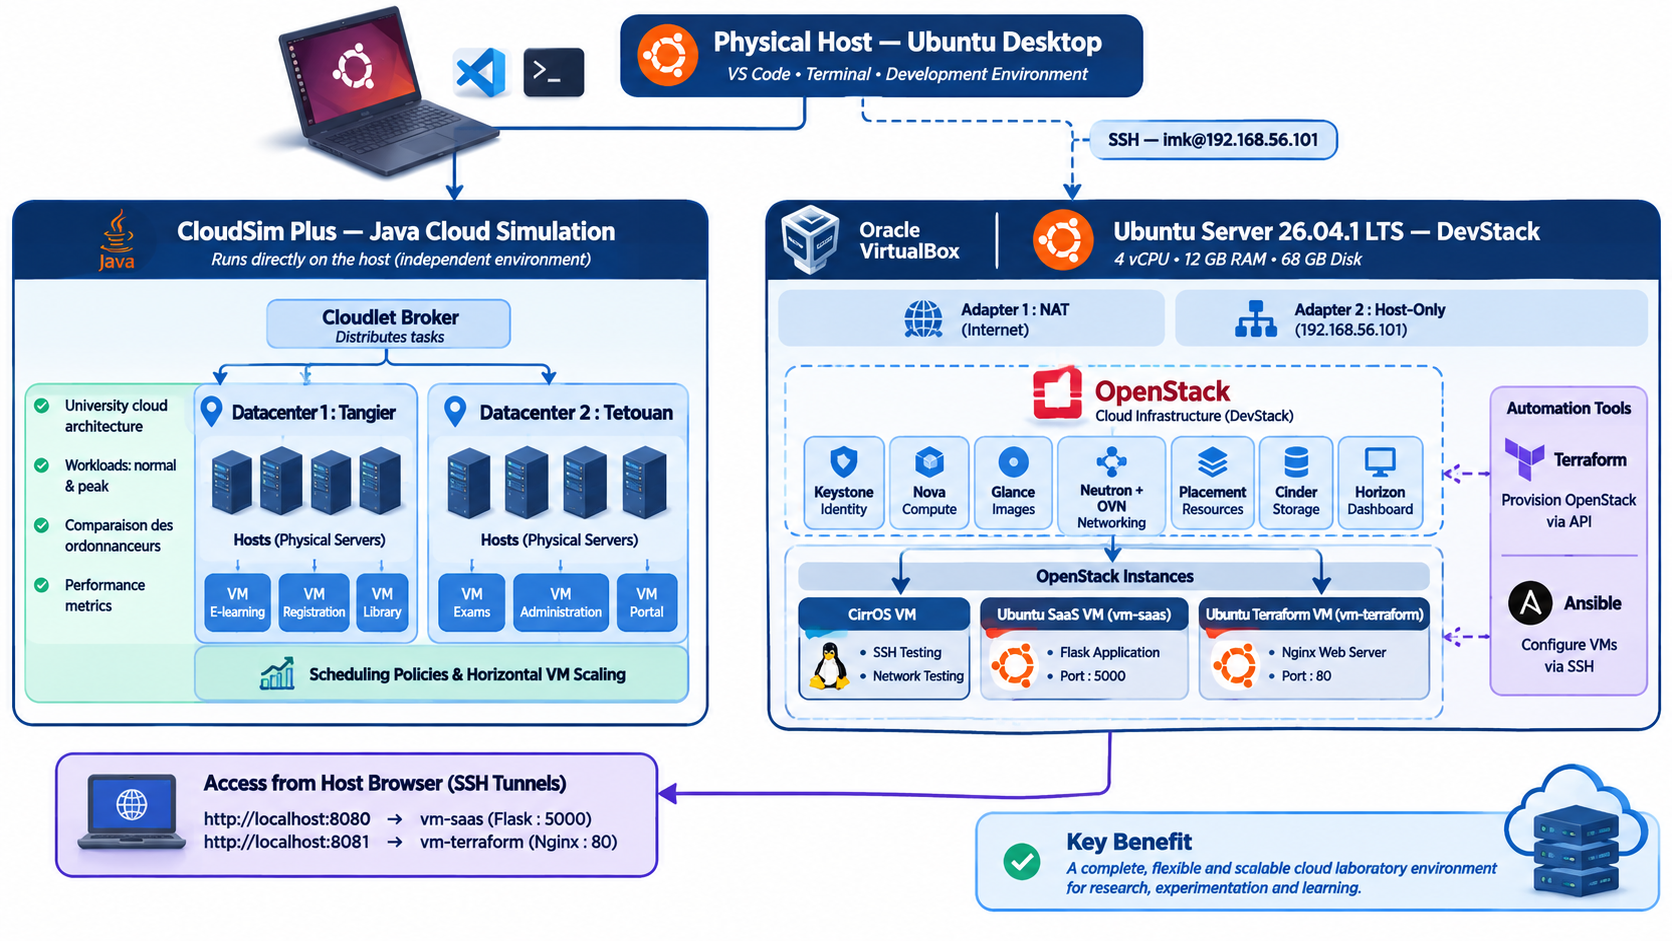 Physical Host — Ubuntu Desktop
VS Code • Terminal • Development Environment
SSH — imk@192.168.56.101
Java
CloudSim Plus — Java Cloud Simulation
Runs directly on the host (independent environment)
Cloudlet Broker
Distributes tasks
University cloud
architecture
Workloads: normal
& peak
Comparaison des
ordonnanceurs
Performance
metrics
Datacenter 1 : Tangier
Hosts (Physical Servers)
VM
E-learning
VM
Registration
VM
Library
Datacenter 2 : Tetouan
Hosts (Physical Servers)
VM
Exams
VM
Administration
VM
Portal
Scheduling Policies & Horizontal VM Scaling
Oracle
VirtualBox
Ubuntu Server 26.04.1 LTS — DevStack
4 vCPU • 12 GB RAM • 68 GB Disk
Adapter 1 : NAT
(Internet)
Adapter 2 : Host-Only
(192.168.56.101)
OpenStack
Cloud Infrastructure (DevStack)
Keystone
Identity
Nova
Compute
Glance
Images
Neutron +
OVN
Networking
Placement
Resources
Cinder
Storage
Horizon
Dashboard
OpenStack Instances
CirrOS VM
• SSH Testing
• Network Testing
Ubuntu SaaS VM (vm-saas)
• Flask Application
• Port : 5000
Ubuntu Terraform VM (vm-terraform)
• Nginx Web Server
• Port : 80
Automation Tools
Terraform
Provision OpenStack
via API
Ansible
Configure VMs
via SSH
Access from Host Browser (SSH Tunnels)
http://localhost:8080 → vm-saas (Flask : 5000)
http://localhost:8081 → vm-terraform (Nginx : 80)
Key Benefit
A complete, flexible and scalable cloud laboratory environment
for research, experimentation and learning.